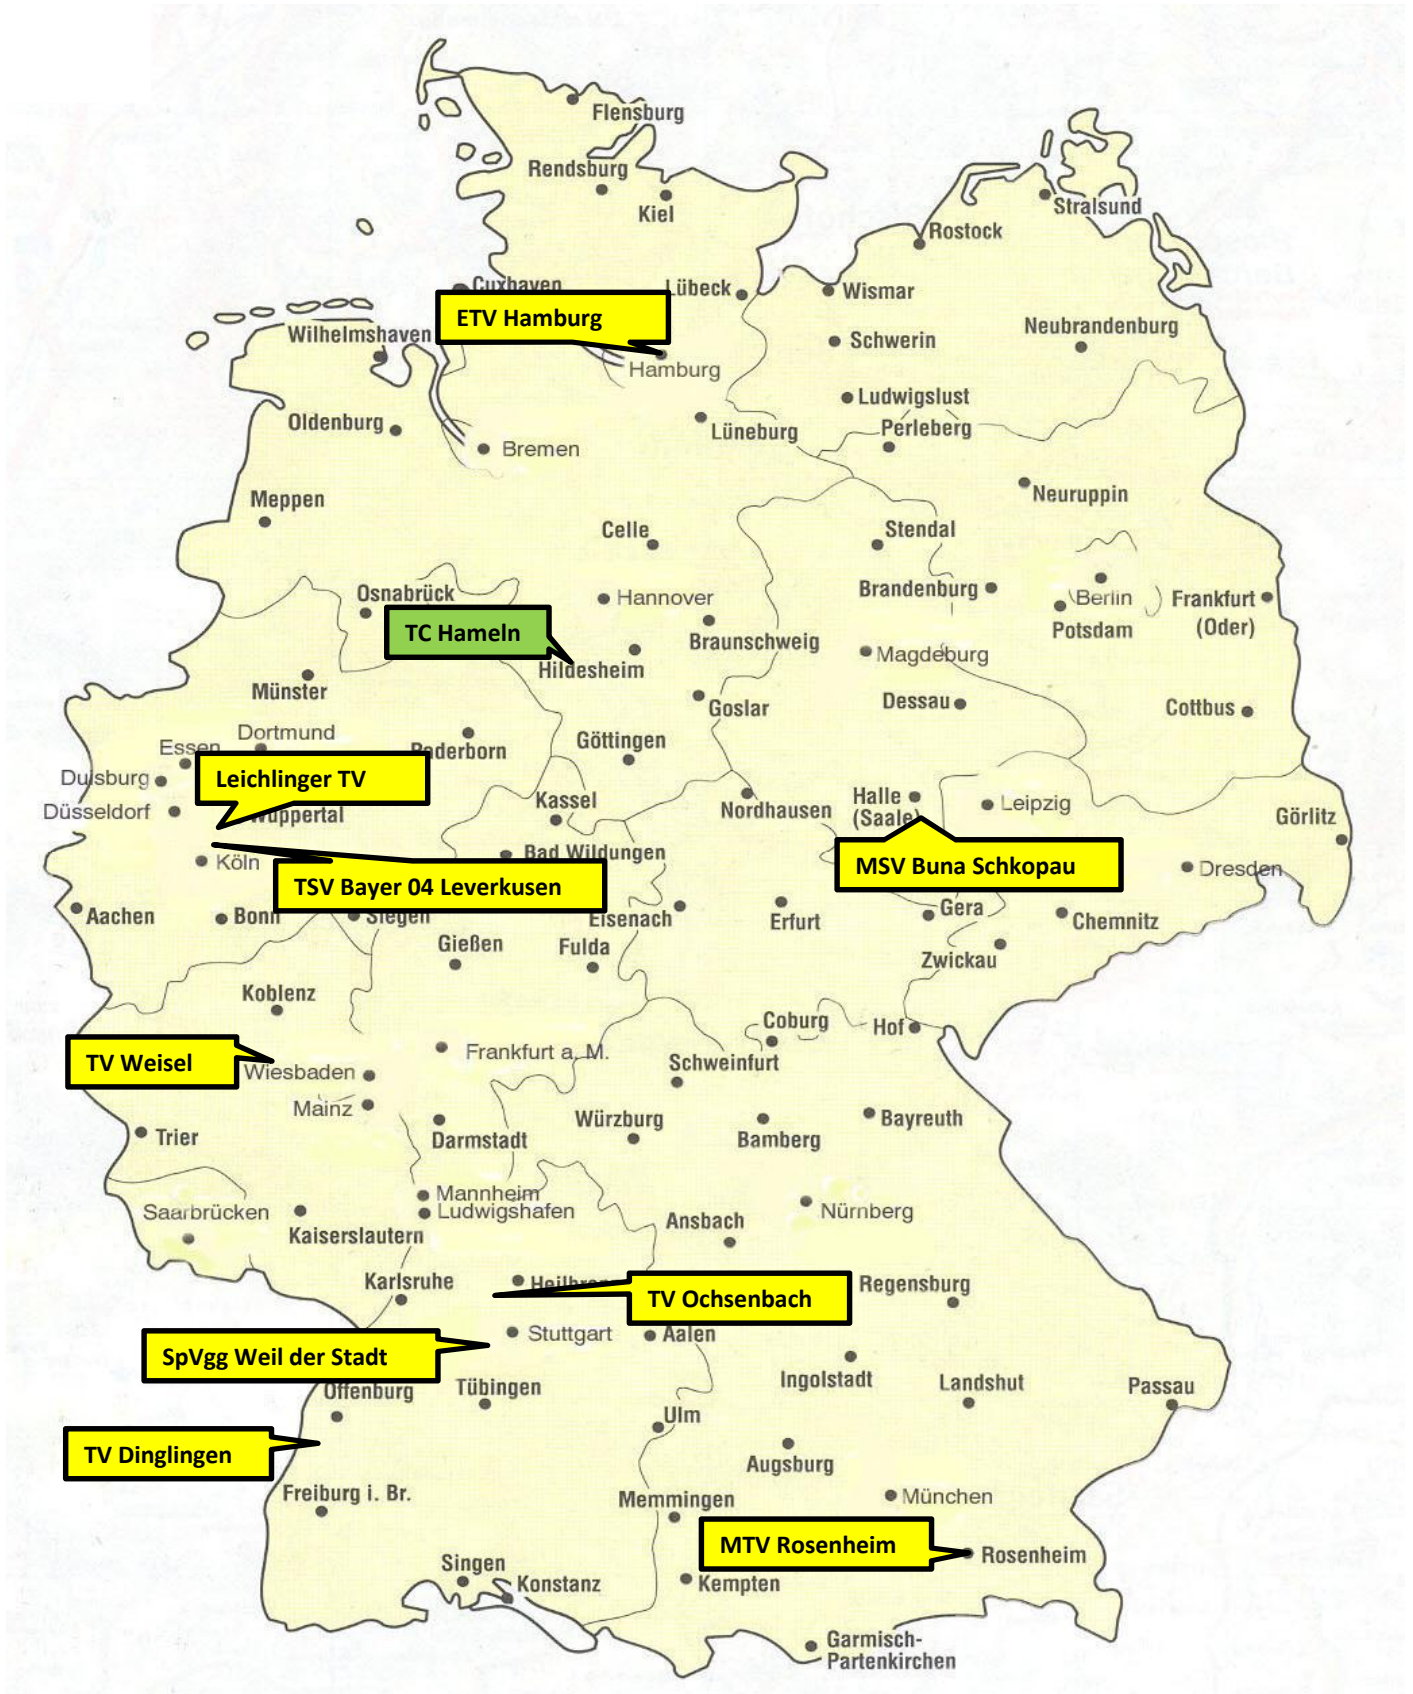 Flensburg
Rendsburg
Kiel
Stralsund
Rostock
Cuxhaven
Lübeck
Wismar
ETV Hamburg
Wilhelmshaven
Schwerin
Neubrandenburg
Hamburg
Ludwigslust
Oldenburg
Lüneburg
Perleberg
Bremen
Meppen
Neuruppin
Celle
Stendal
Osnabrück
Hannover
Brandenburg
Berlin
Frankfurt
(Oder)
TC Hameln
Braunschweig
Potsdam
Hildesheim
Magdeburg
Münster
Goslar
Dessau
Cottbus
Dortmund
Essen
Paderborn
Göttingen
Duisburg
Leichlinger TV
Düsseldorf
Wuppertal
Kassel
Nordhausen
Halle
(Saale)
Leipzig
Görlitz
Köln
Bad Wildungen
MSV Buna Schkopau
Dresden
TSV Bayer 04 Leverkusen
Aachen
Bonn
Siegen
Eisenach
Erfurt
Gera
Chemnitz
Gießen
Fulda
Zwickau
Koblenz
Coburg
Hof
TV Weisel
Wiesbaden
Frankfurt a. M.
Schweinfurt
Mainz
Trier
Darmstadt
Würzburg
Bamberg
Bayreuth
Mannheim
Ludwigshafen
Saarbrücken
Kaiserslautern
Ansbach
Nürnberg
Karlsruhe
TV Ochsenbach
Regensburg
SpVgg Weil der Stadt
Stuttgart
Aalen
Offenburg
Tübingen
Ingolstadt
Landshut
Passau
Ulm
TV Dinglingen
Augsburg
Freiburg i. Br.
Memmingen
München
MTV Rosenheim
Rosenheim
Singen
Konstanz
Kempten
Garmisch-
Partenkirchen